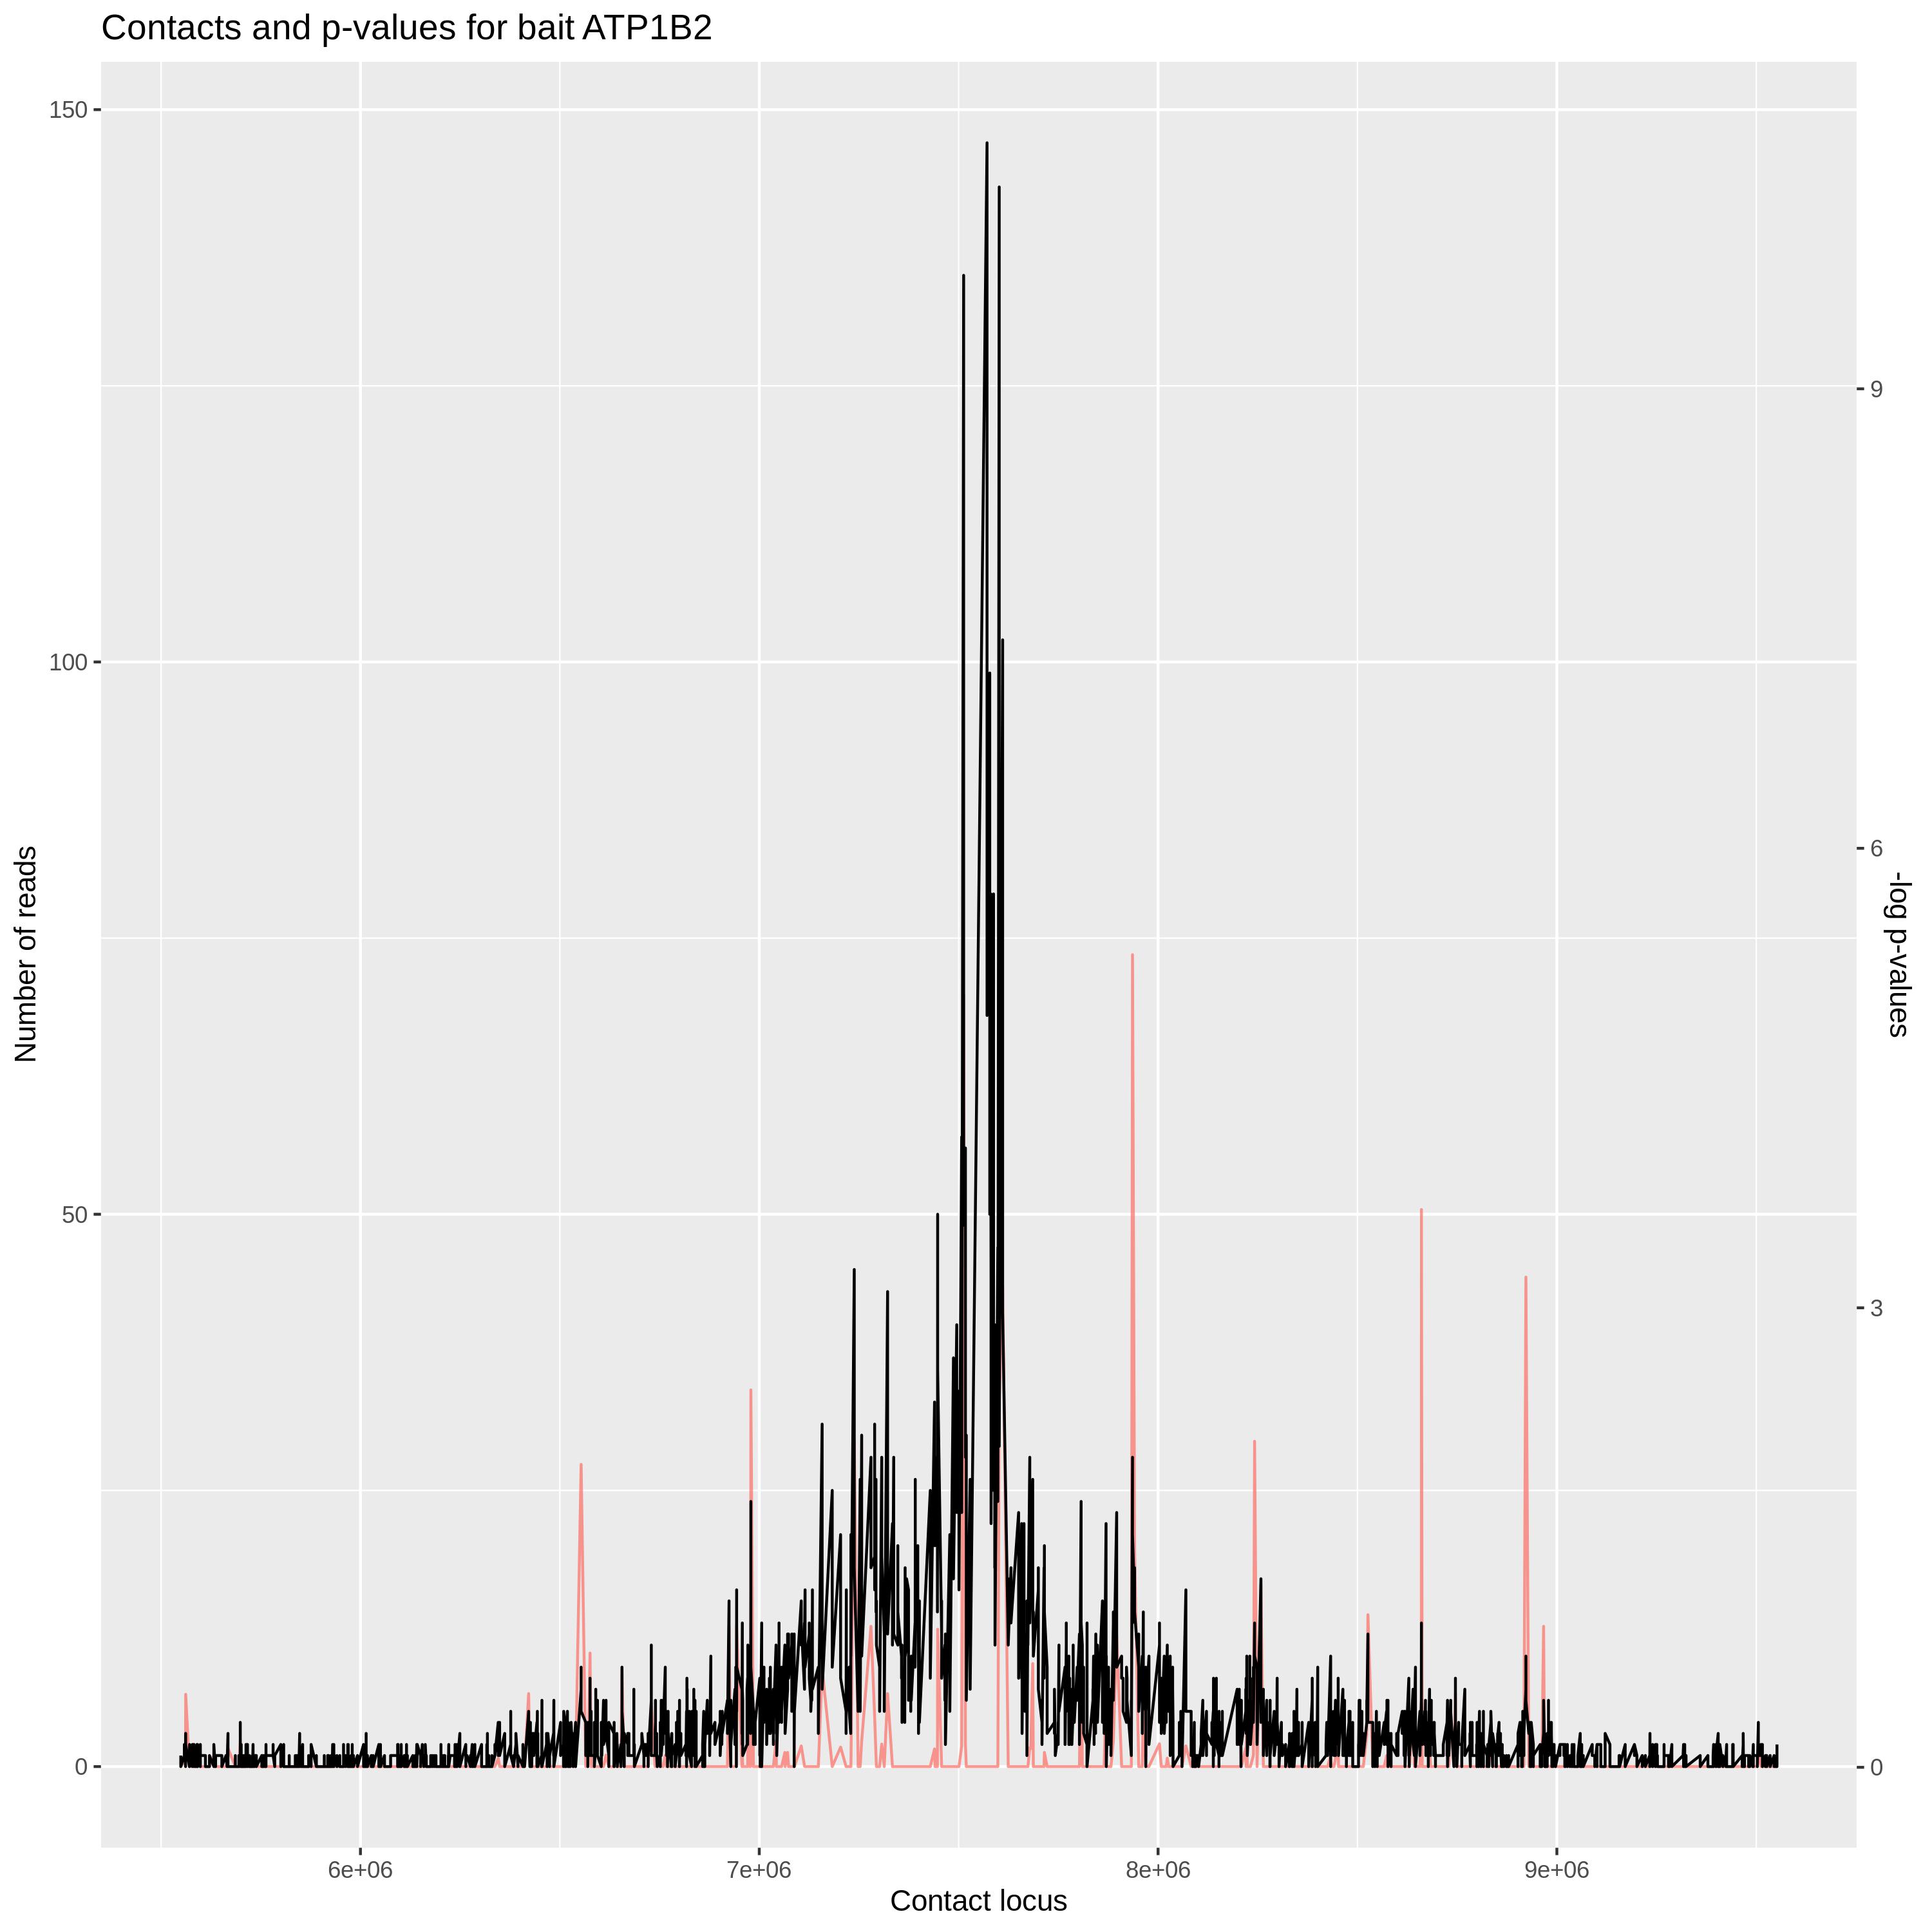 Contacts and p-values for bait ATP1B2
150
100
50
0
Number of reads
9
6
3
0
-log p-values
6e+06 7e+06 8e+06 9e+06
Contact locus